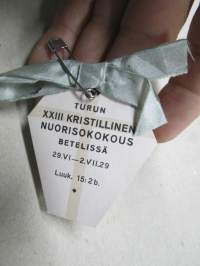 TURUN
XXIII KRISTILLINEN
NUORISOKOKOUS
BETELISSÄ
29.VI—2.VII.29
Luuk. 15: 2 b.